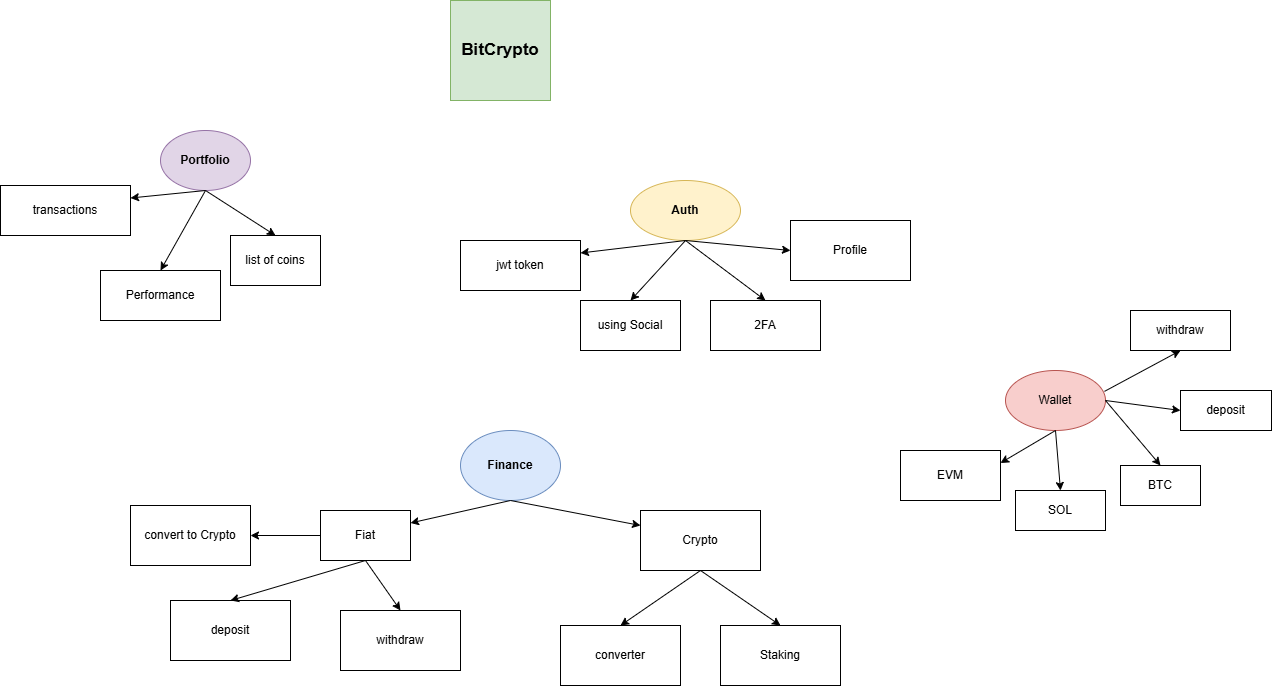 BitCrypto
Portfolio
transactions
list of coins
Performance
Auth
jwt token
Profile
using Social
2FA
withdraw
Wallet
deposit
EVM
SOL
BTC
Finance
convert to Crypto
Fiat
Crypto
deposit
withdraw
converter
Staking